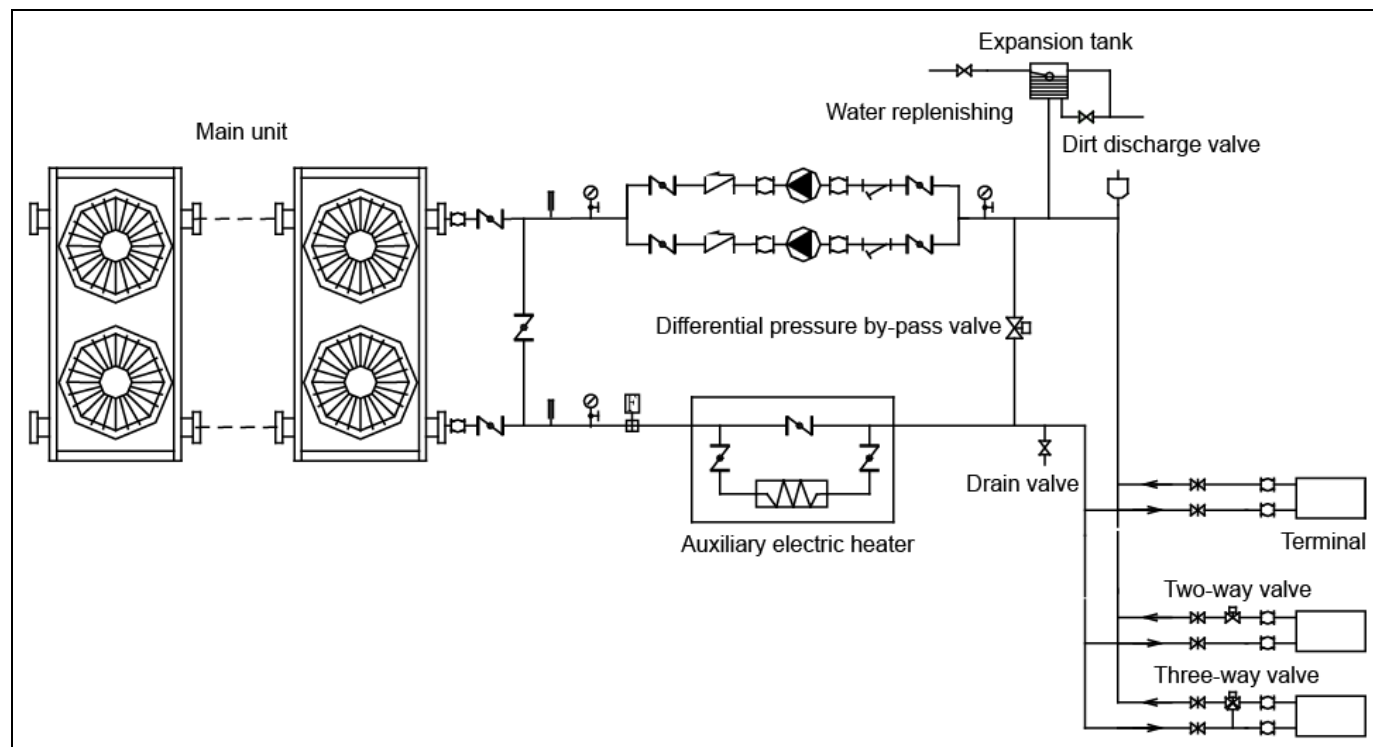 Expansion tank
Water replenishing
Main unit
Dirt discharge valve
Differential pressure by-pass valve
Drain valve
Auxiliary electric heater
Terminal
Two-way valve
Three-way valve